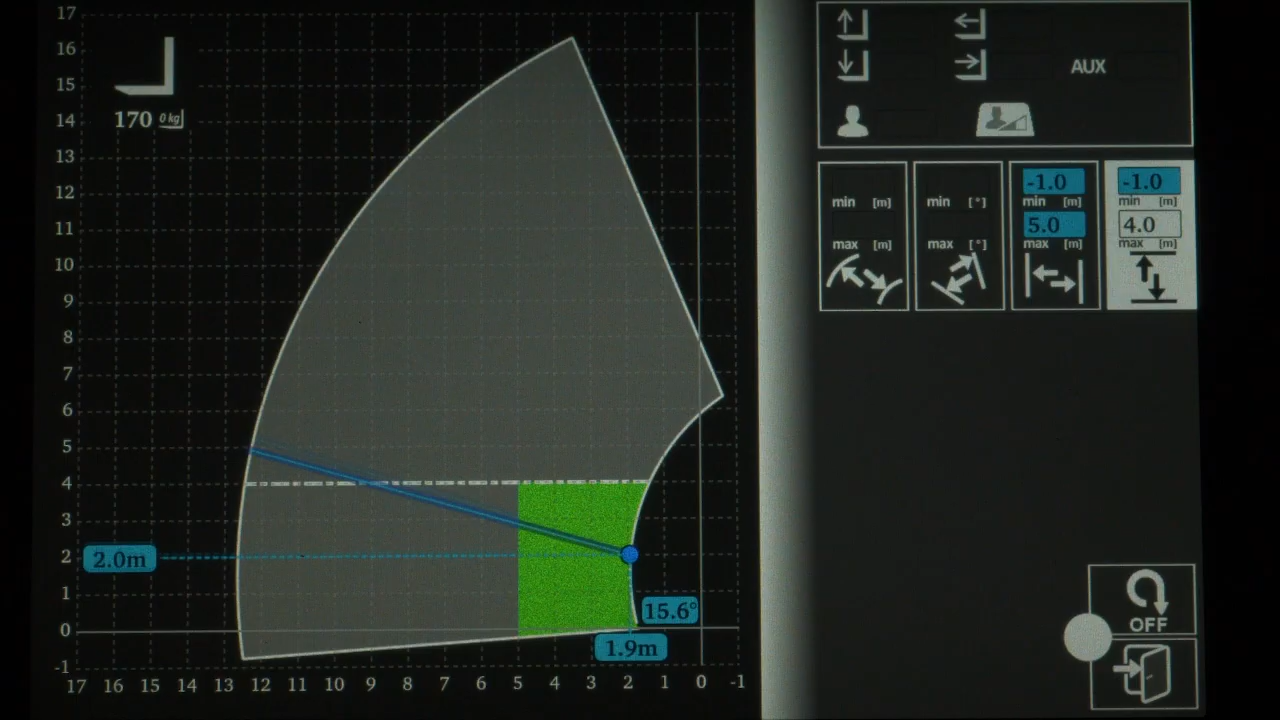 17
16
15
14
13
12
11
10
9
8
7
6
5
4
3
2
1
0
-1
170 0 kg
2.0m
15.6°
1.9m
17 16 15 14 13 12 11 10 9 8 7 6 5 4 3 2 1 0 -1
AUX
min [m]
max [m]
min [°]
max [°]
-1.0
min [m]
5.0
max [m]
-1.0
min [m]
4.0
max [m]
OFF